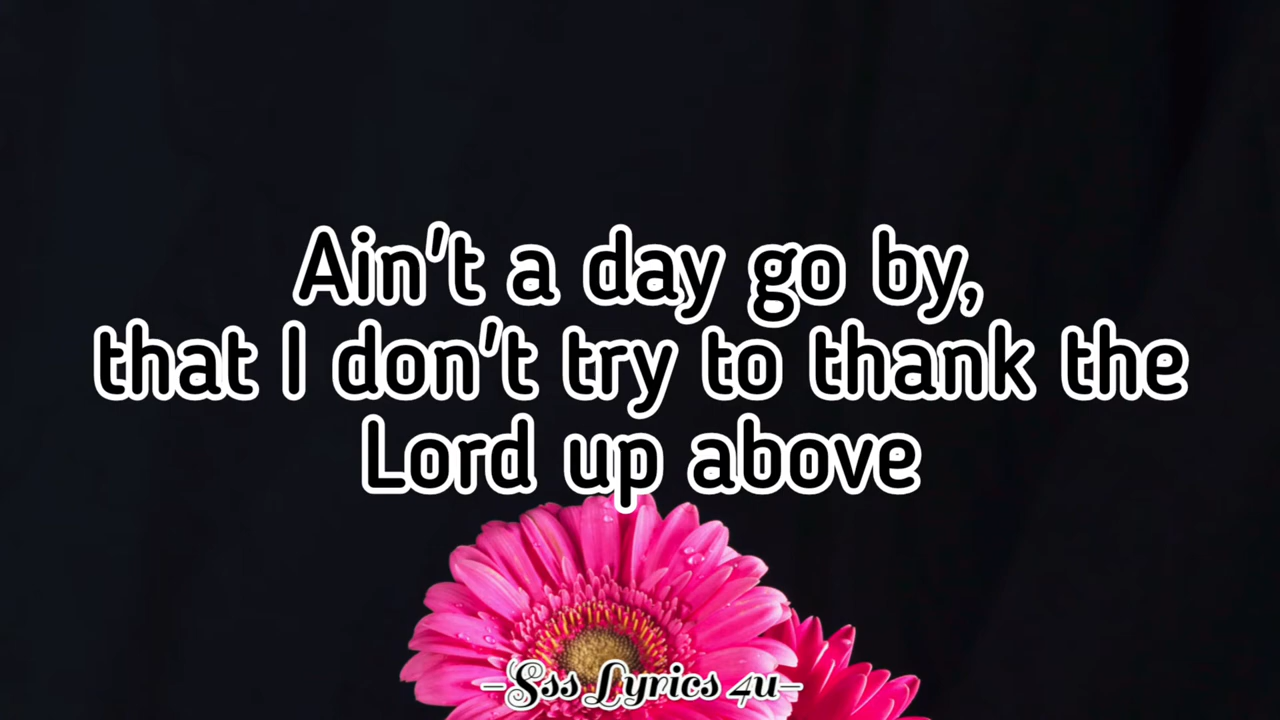 Ain't a day go by,
that I don't try to thank the
Lord up above
-Sss Lyrics 4u-